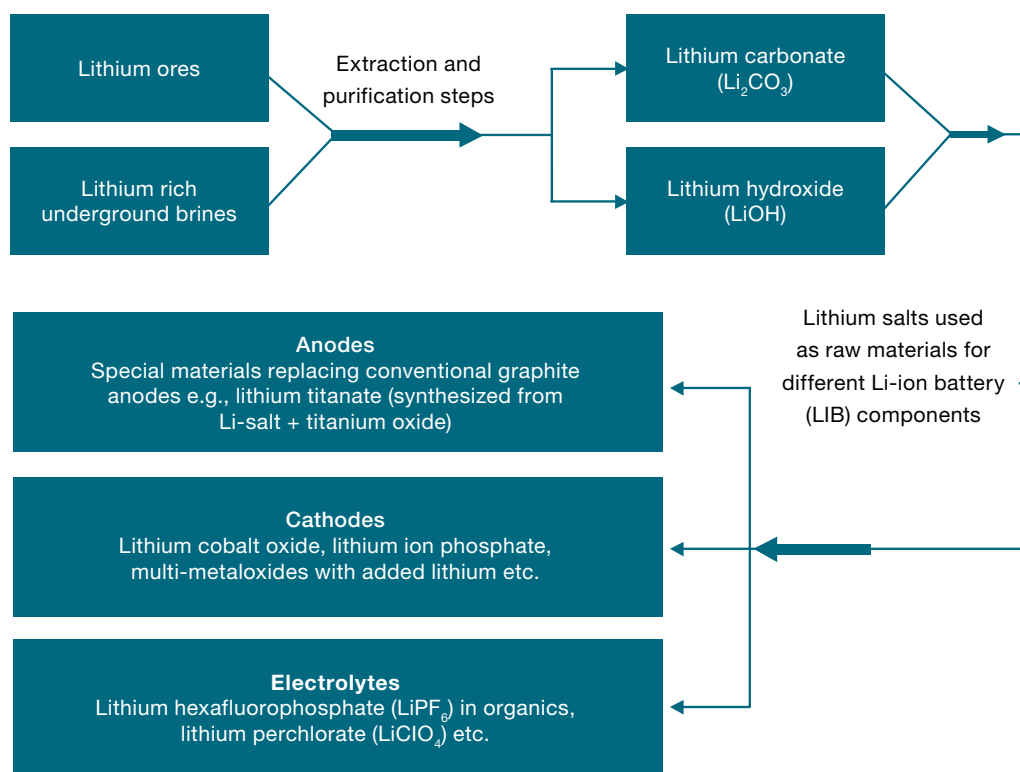 Lithium ores
Extraction and
purification steps
Lithium carbonate
(Li₂CO₃)
Lithium rich
underground brines
Lithium hydroxide
(LiOH)
Lithium salts used
as raw materials for
different Li-ion battery
(LIB) components
Anodes
Special materials replacing conventional graphite
anodes e.g., lithium titanate (synthesized from
Li-salt + titanium oxide)
Cathodes
Lithium cobalt oxide, lithium ion phosphate,
multi-metaloxides with added lithium etc.
Electrolytes
Lithium hexafluorophosphate (LiPF₆) in organics,
lithium perchlorate (LiClO₄) etc.